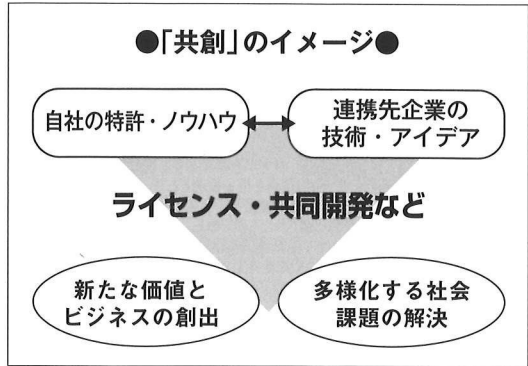 ●「共創」のイメージ●
自社の特許・ノウハウ
連携先企業の
技術・アイデア
ライセンス・共同開発など
新たな価値と
ビジネスの創出
多様化する社会
課題の解決